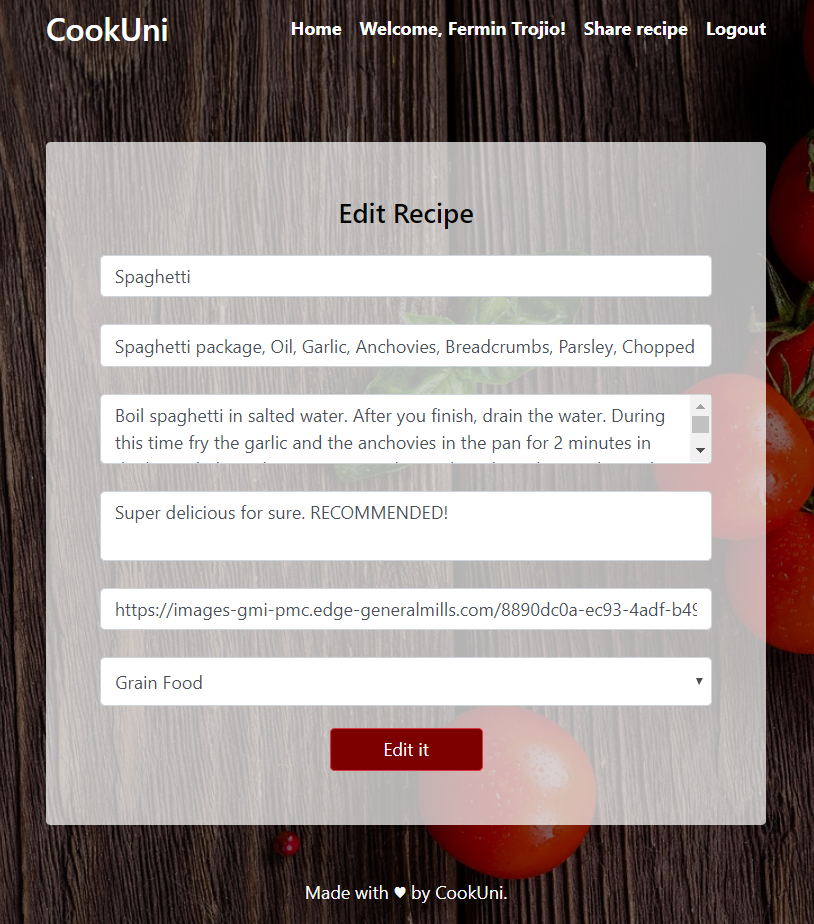 CookUni
Home Welcome, Fermin Trojio! Share recipe Logout
Edit Recipe
Spaghetti
Spaghetti package, Oil, Garlic, Anchovies, Breadcrumbs, Parsley, Chopped
Boil spaghetti in salted water. After you finish, drain the water. During
this time fry the garlic and the anchovies in the pan for 2 minutes in
Super delicious for sure. RECOMMENDED!
https://images-gmi-pmc.edge-generalmills.com/8890dc0a-ec93-4adf-b49
Grain Food
Edit it
Made with ♥ by CookUni.